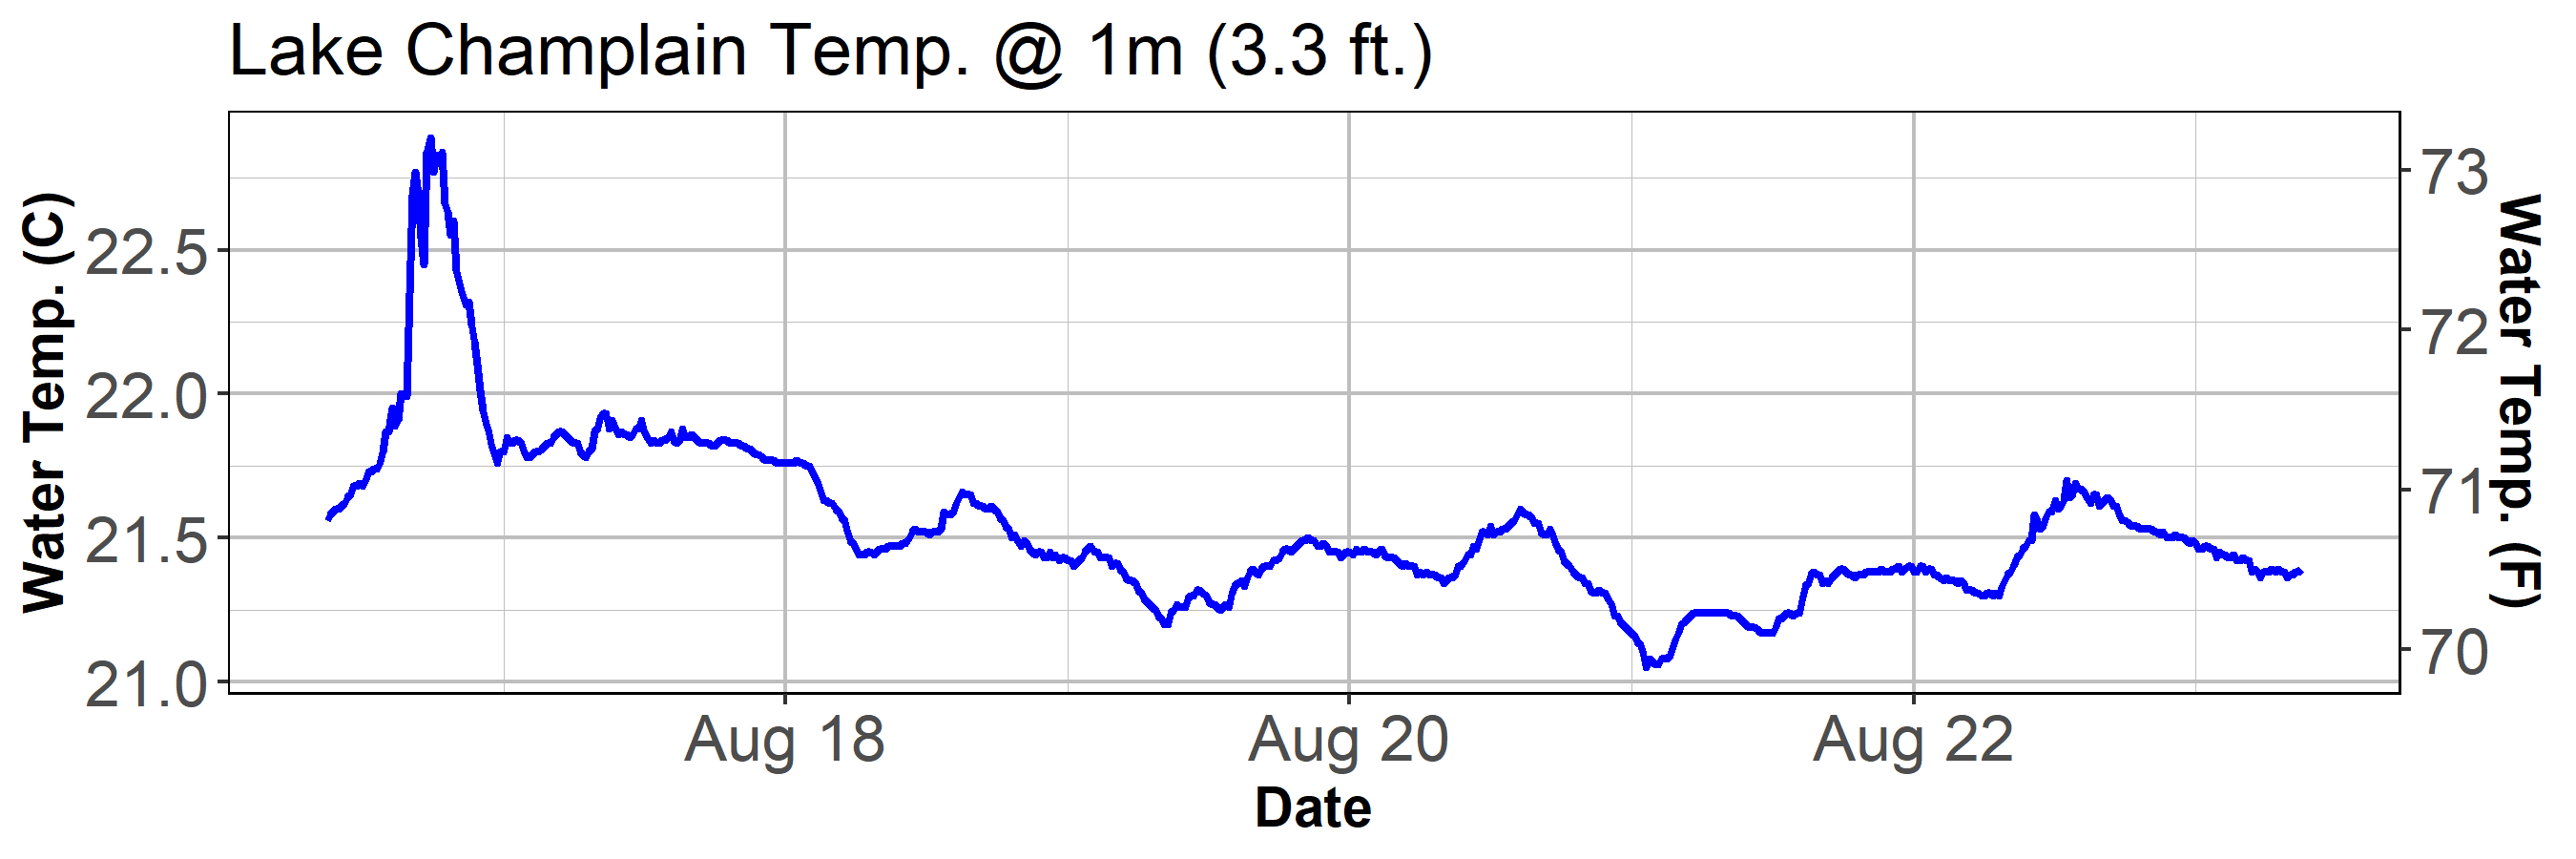 Lake Champlain Temp. @ 1m (3.3 ft.)
Water Temp. (C)
22.5
22.0
21.5
21.0
73
72
71
70
Water Temp. (F)
Aug 18
Aug 20
Aug 22
Date